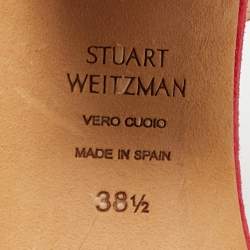 STUART
WEITZMAN
VERO CUOIO
MADE IN SPAIN
38½